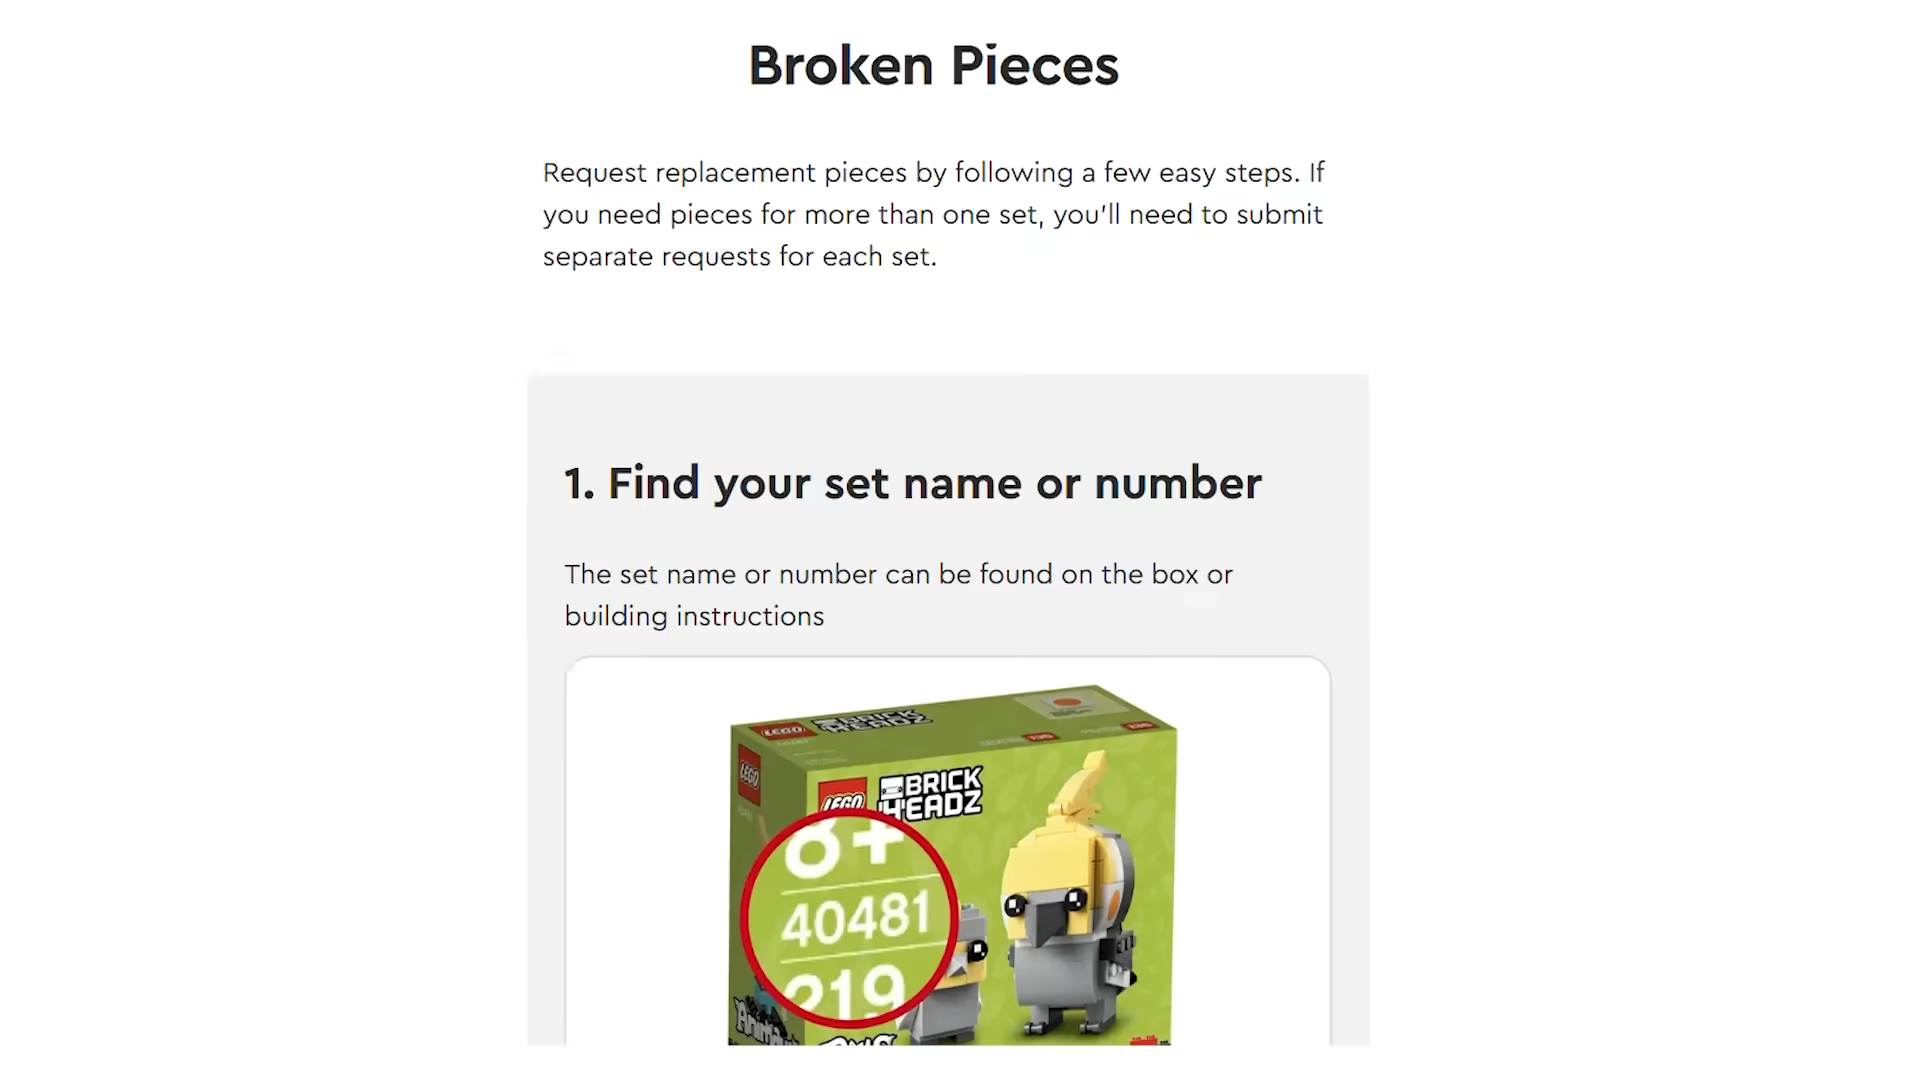 Broken Pieces
Request replacement pieces by following a few easy steps. If
you need pieces for more than one set, you'll need to submit
separate requests for each set.
1. Find your set name or number
The set name or number can be found on the box or
building instructions
LEGO
BRICK
HEADZ
LEGO
LEGO
BRICK
HEADZ
8+
40481
219